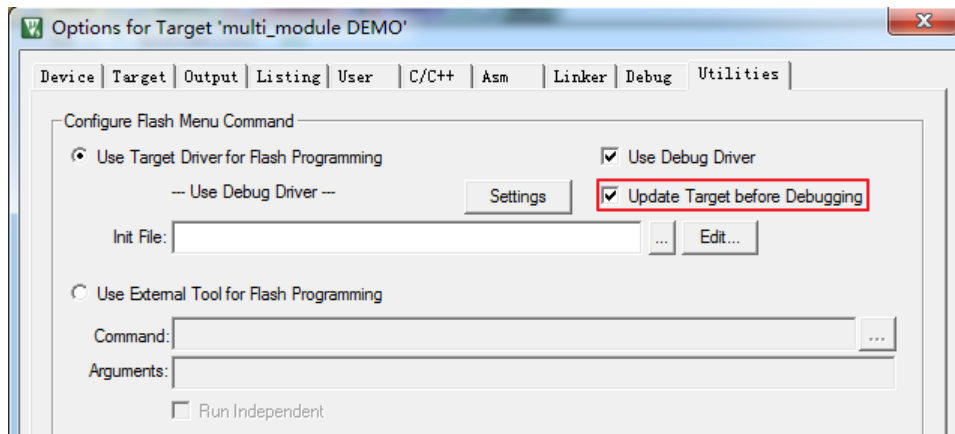 Options for Target 'multi_module DEMO'
Device Target Output Listing User C/C++ Asm Linker Debug Utilities
Configure Flash Menu Command
Use Target Driver for Flash Programming
Use Debug Driver
--- Use Debug Driver ---
Settings
Update Target before Debugging
Init File:
...
Edit...
Use External Tool for Flash Programming
Command:
...
Arguments:
Run Independent